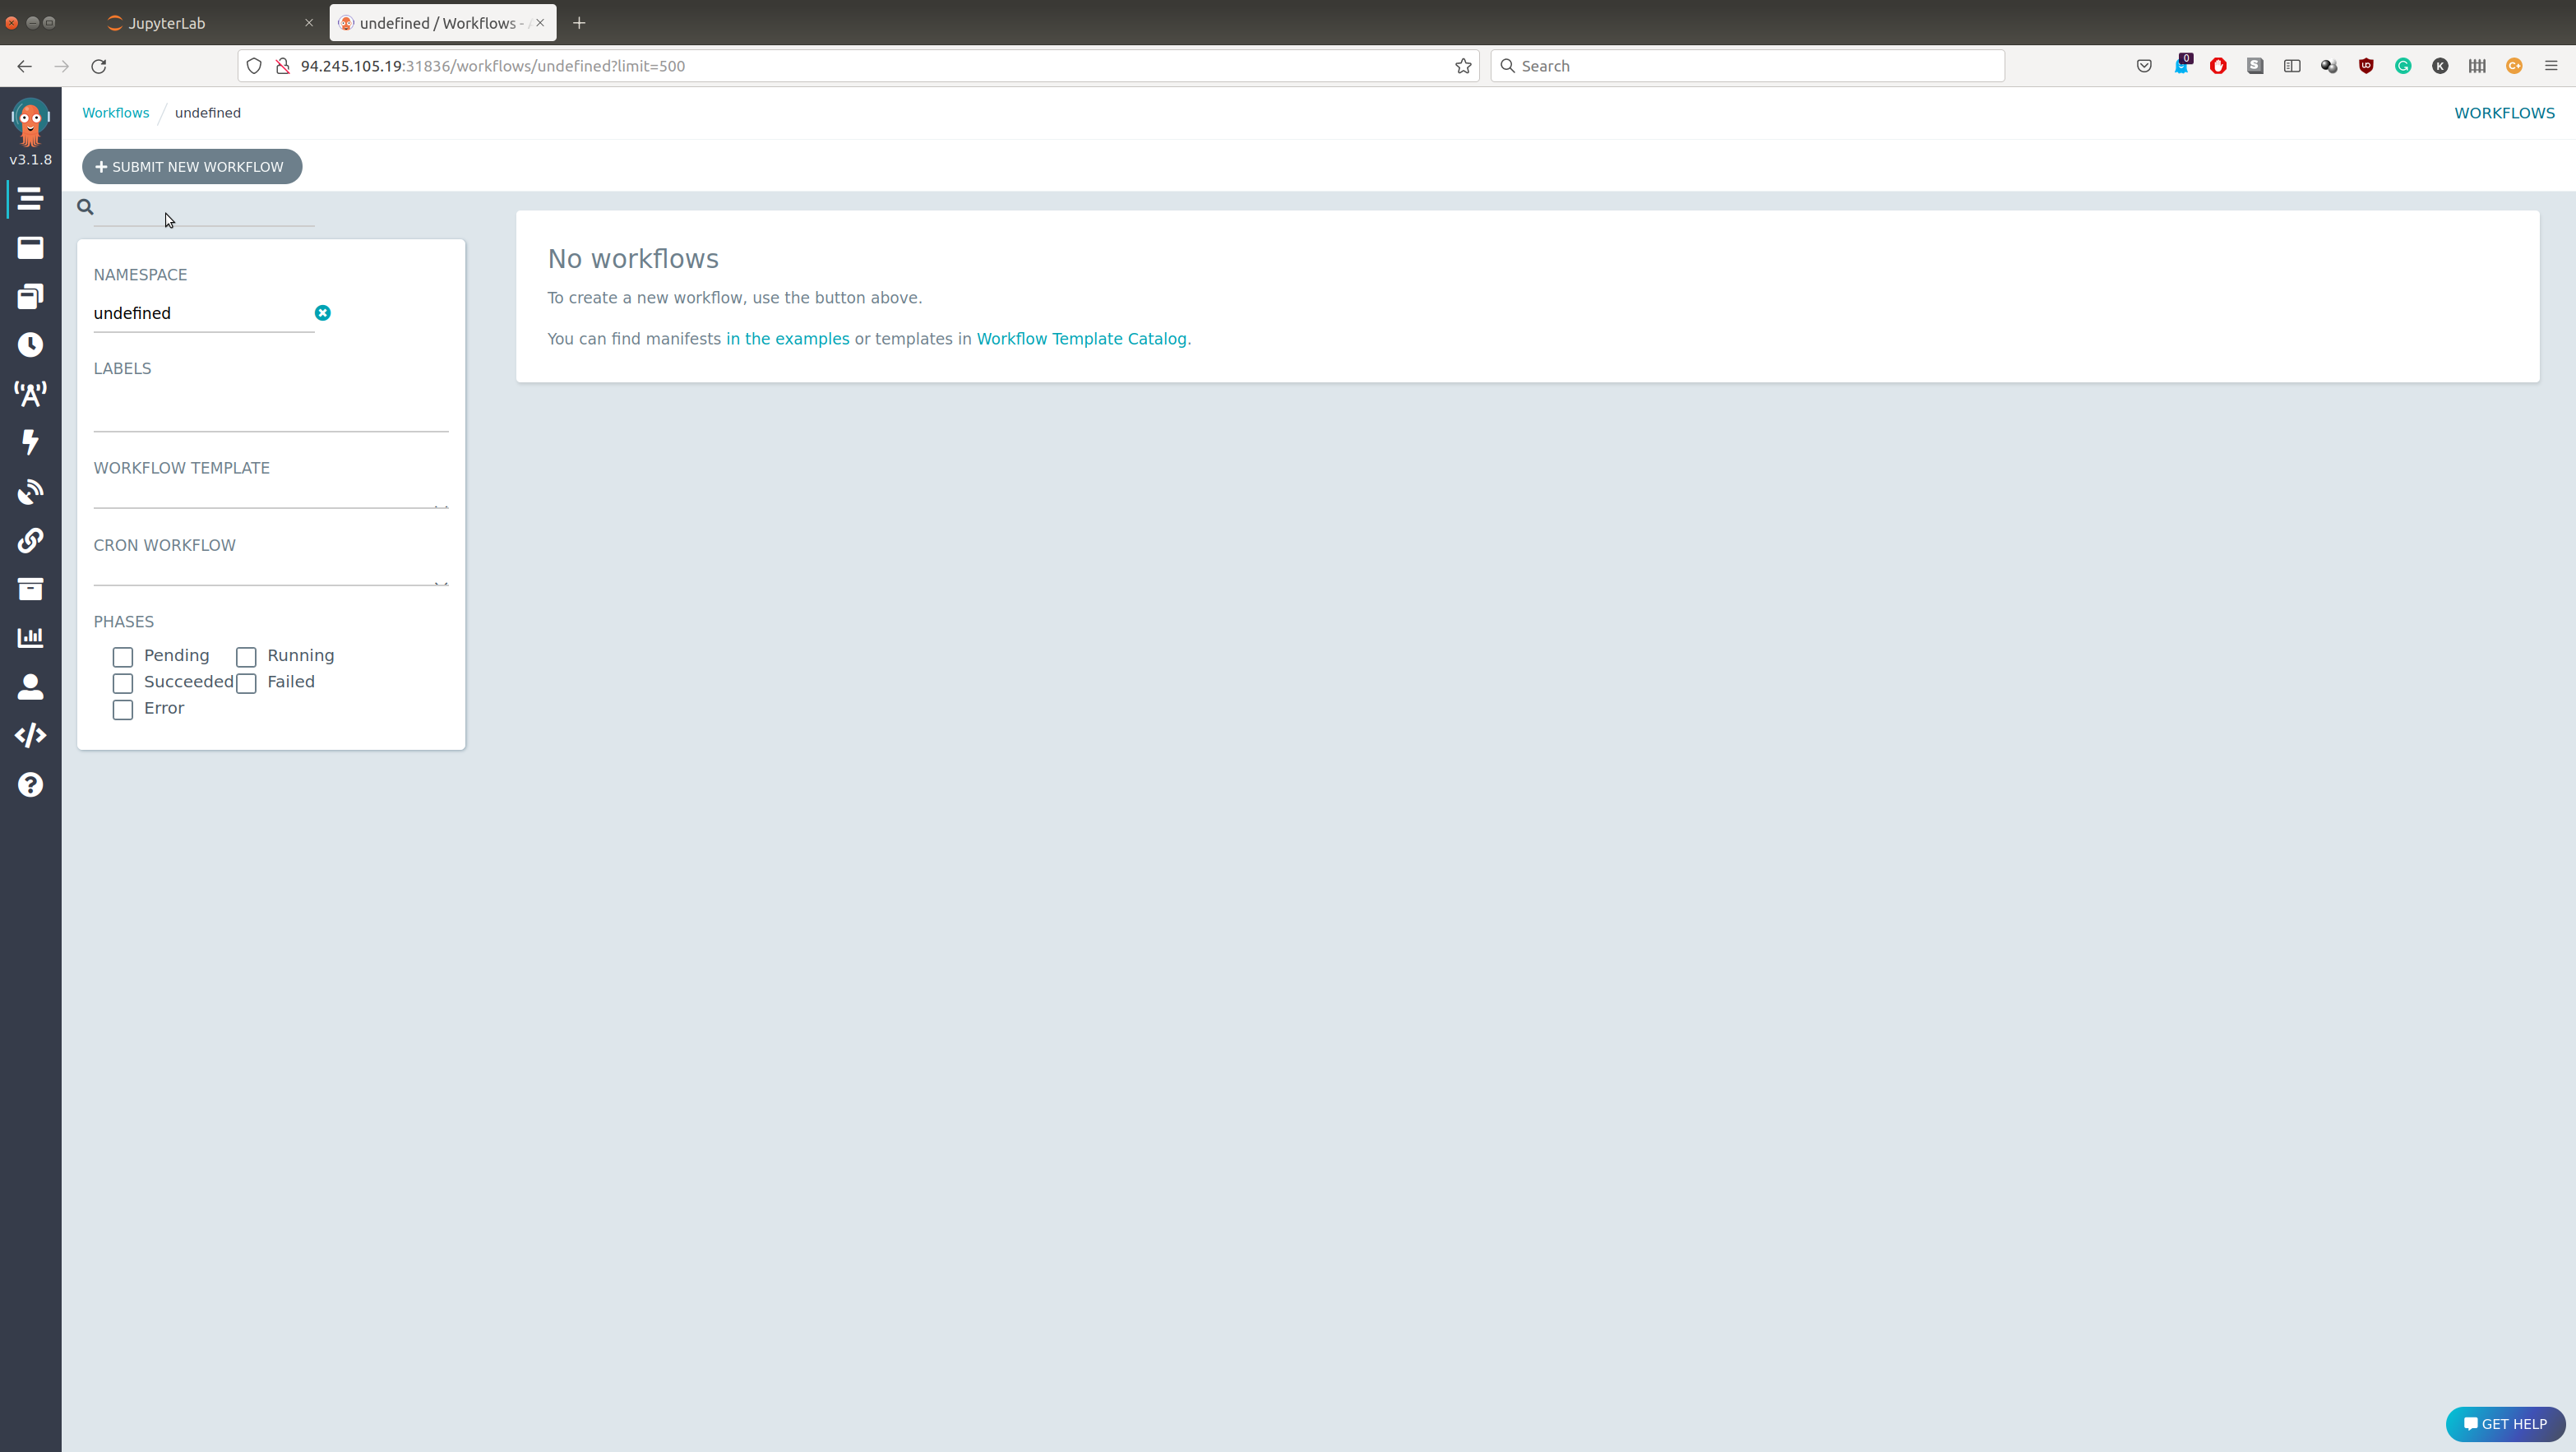 JupyterLab
undefined / Workflows -
94.245.105.19:31836/workflows/undefined?limit=500
Search
0
v3.1.8
Workflows / undefined
WORKFLOWS
+ SUBMIT NEW WORKFLOW
NAMESPACE
undefined
LABELS
WORKFLOW TEMPLATE
CRON WORKFLOW
PHASES
Pending Running
Succeeded Failed
Error
No workflows
To create a new workflow, use the button above.
You can find manifests in the examples or templates in Workflow Template Catalog.
GET HELP